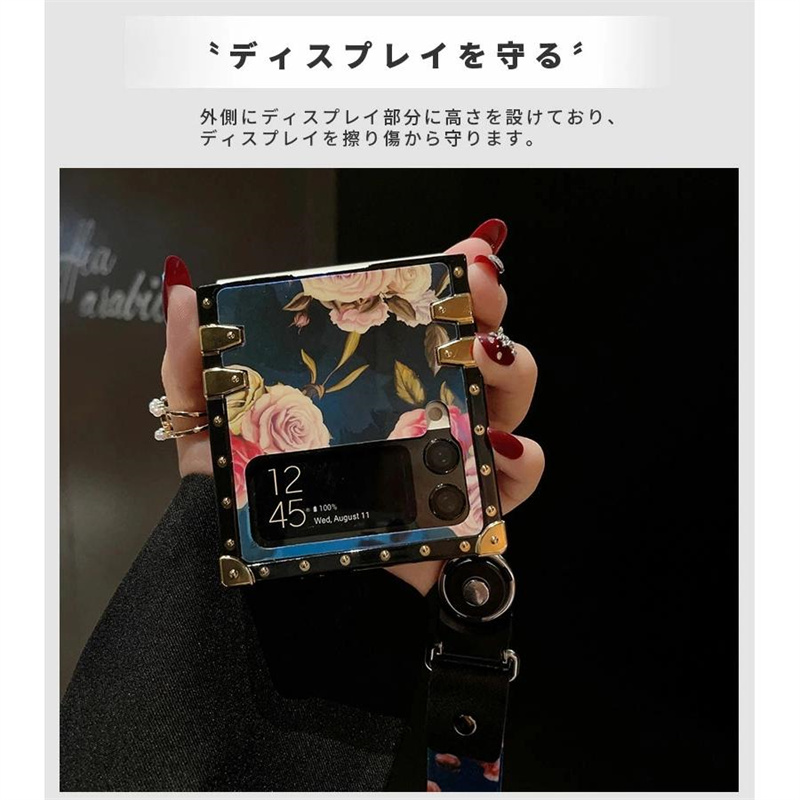 〝ディスプレイを守る〞
外側にディスプレイ部分に高さを設けており、
ディスプレイを擦り傷から守ります。
arabic
12
45
100%
Wed, August 11